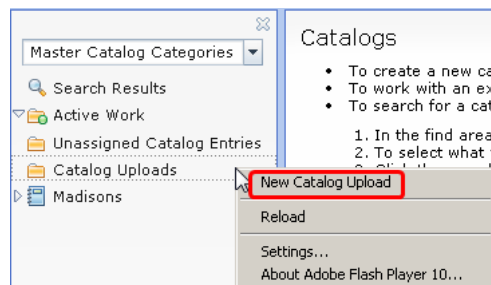 Master Catalog Categories
Search Results
Active Work
Unassigned Catalog Entries
Catalog Uploads
Madisons
Catalogs
• To create a new ca
• To work with an ex
• To search for a cat
1. In the find area
2. To select what
New Catalog Upload
Reload
Settings...
About Adobe Flash Player 10...